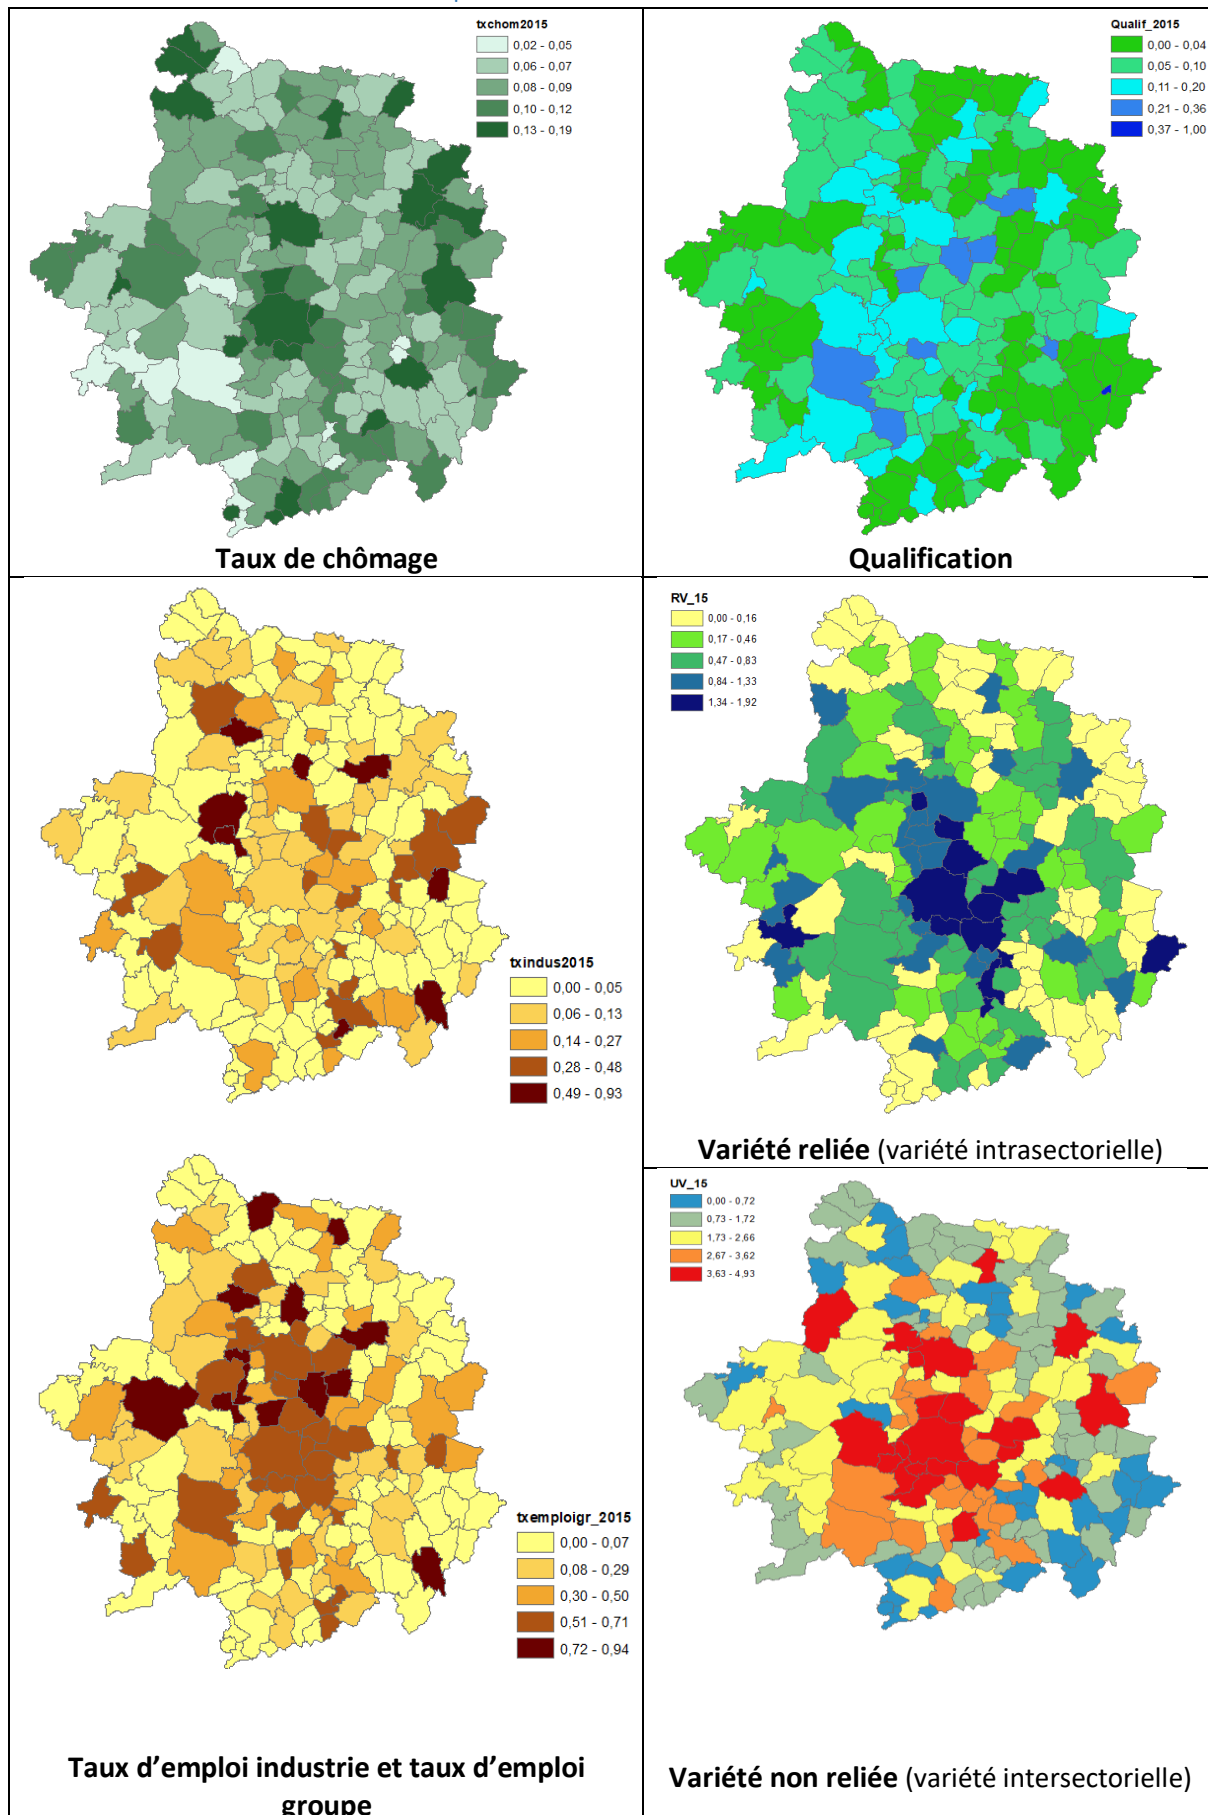 txchom2015
0,02 - 0,05
0,06 - 0,07
0,08 - 0,09
0,10 - 0,12
0,13 - 0,19
Taux de chômage
Qualif_2015
0,00 - 0,04
0,05 - 0,10
0,11 - 0,20
0,21 - 0,36
0,37 - 1,00
Qualification
txindus2015
0,00 - 0,05
0,06 - 0,13
0,14 - 0,27
0,28 - 0,48
0,49 - 0,93
RV_15
0,00 - 0,16
0,17 - 0,46
0,47 - 0,83
0,84 - 1,33
1,34 - 1,92
Variété reliée (variété intrasectorielle)
txemploigr_2015
0,00 - 0,07
0,08 - 0,29
0,30 - 0,50
0,51 - 0,71
0,72 - 0,94
Taux d’emploi industrie et taux d’emploi
groupe
UV_15
0,00 - 0,72
0,73 - 1,72
1,73 - 2,66
2,67 - 3,62
3,63 - 4,93
Variété non reliée (variété intersectorielle)